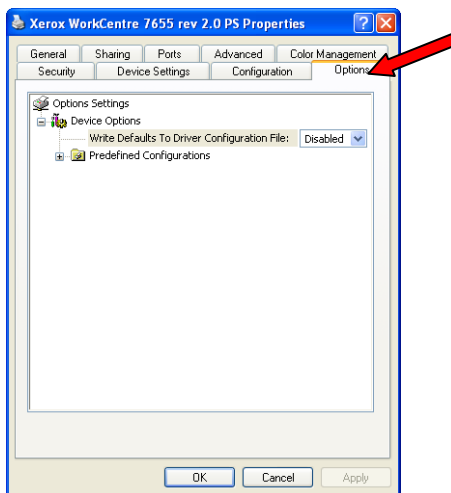 Xerox WorkCentre 7655 rev 2.0 PS Properties
General Sharing Ports Advanced Color Management
Security Device Settings Configuration Options
Options Settings
Device Options
Write Defaults To Driver Configuration File: Disabled
Predefined Configurations
OK Cancel Apply